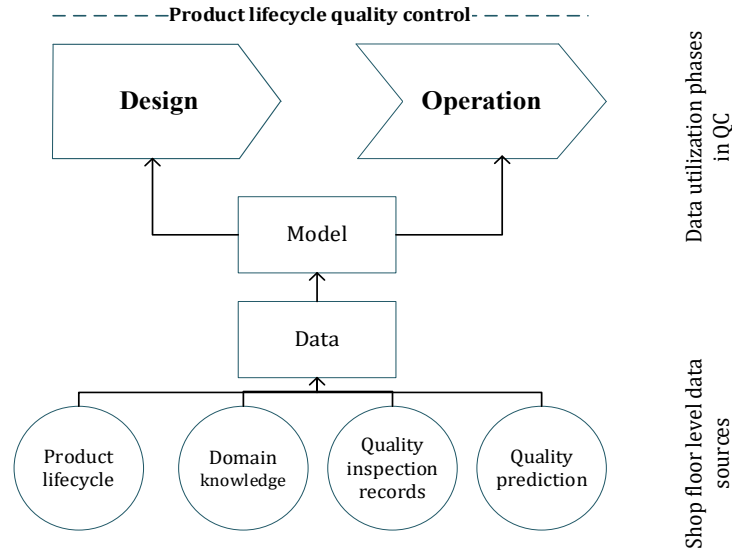 Product lifecycle quality control
Design
Operation
Data utilization phases
in QC
Model
Data
Product
lifecycle
Domain
knowledge
Quality
inspection
records
Quality
prediction
Shop floor level data
sources